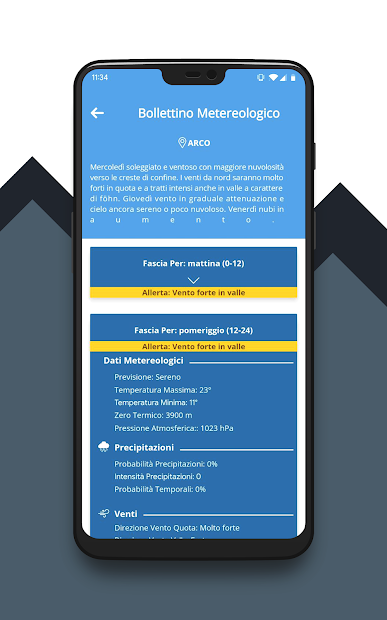 11:34
Bollettino Metereologico
ARCO
Mercoledì soleggiato e ventoso con maggiore nuvolosità
verso le creste di confine. I venti da nord saranno molto
forti in quota e a tratti intensi anche in valle a carattere
di föhn. Giovedì vento in graduale attenuazione e
cielo ancora sereno o poco nuvoloso. Venerdì nubi in
a u m e n t o .
Fascia Per: mattina (0-12)
Allerta: Vento forte in valle
Fascia Per: pomeriggio (12-24)
Allerta: Vento forte in valle
Dati Metereologici
Previsione: Sereno
Temperatura Massima: 23°
Temperatura Minima: 11°
Zero Termico: 3900 m
Pressione Atmosferica:: 1023 hPa
Precipitazioni
Probabilità Precipitazioni: 0%
Intensità Precipitazioni: 0
Probabilità Temporali: 0%
Venti
Direzione Vento Quota: Molto forte